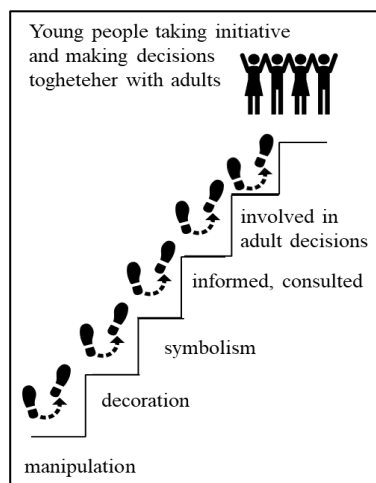 Young people taking initiative
and making decisions
togheteher with adults
involved in
adult decisions
informed, consulted
symbolism
decoration
manipulation